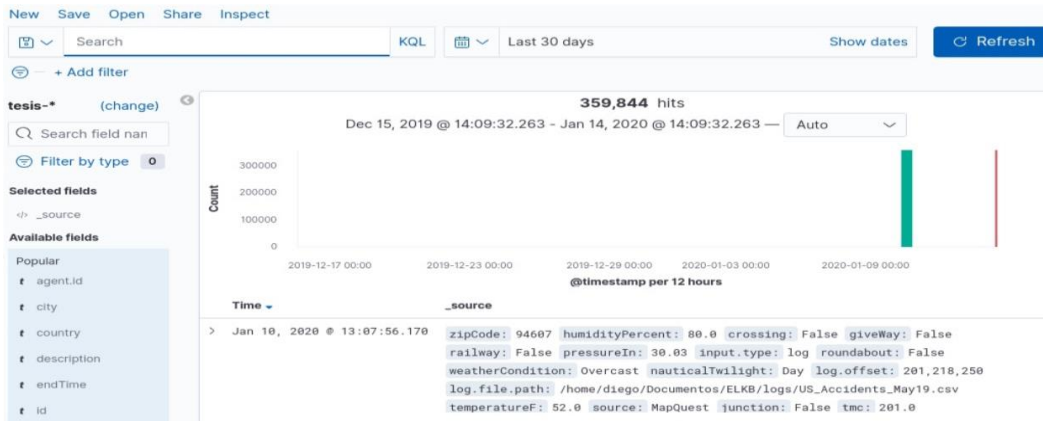 New Save Open Share Inspect
Search KQL Last 30 days Show dates Refresh
+ Add filter
tesis-* (change)
Search field nan
Filter by type 0
Selected fields
</> _source
Available fields
Popular
t agent.id
t city
t country
t description
t endTime
t id
359,844 hits
Dec 15, 2019 @ 14:09:32.263 - Jan 14, 2020 @ 14:09:32.263 — Auto
Count
300000
200000
100000
0
2019-12-17 00:00 2019-12-23 00:00 2019-12-29 00:00 2020-01-03 00:00 2020-01-09 00:00
@timestamp per 12 hours
Time _source
> Jan 10, 2020 @ 13:07:56.170 zipCode: 94607 humidityPercent: 80.0 crossing: False giveWay: False
railway: False pressureIn: 30.03 input.type: log roundabout: False
weatherCondition: Overcast nauticalTwilight: Day log.offset: 201,218,250
log.file.path: /home/diego/Documentos/ELKB/logs/US_Accidents_May19.csv
temperatureF: 52.0 source: MapQuest junction: False tmc: 201.0